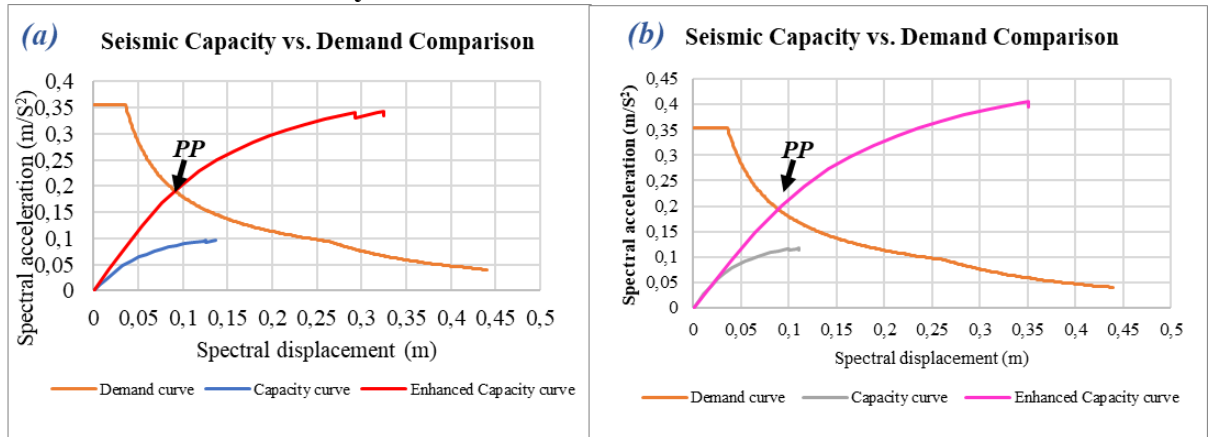 (a) Seismic Capacity vs. Demand Comparison
Spectral acceleration (m/S²)
0,4
0,35
0,3
0,25
0,2
0,15
0,1
0,05
0
PP
0 0,05 0,1 0,15 0,2 0,25 0,3 0,35 0,4 0,45 0,5
Spectral displacement (m)
Demand curve Capacity curve Enhanced Capacity curve
(b) Seismic Capacity vs. Demand Comparison
Spectral acceleration (m/S²)
0,45
0,4
0,35
0,3
0,25
0,2
0,15
0,1
0,05
0
PP
0 0,05 0,1 0,15 0,2 0,25 0,3 0,35 0,4 0,45 0,5
Spectral displacement (m)
Demand curve Capacity curve Enhanced Capacity curve